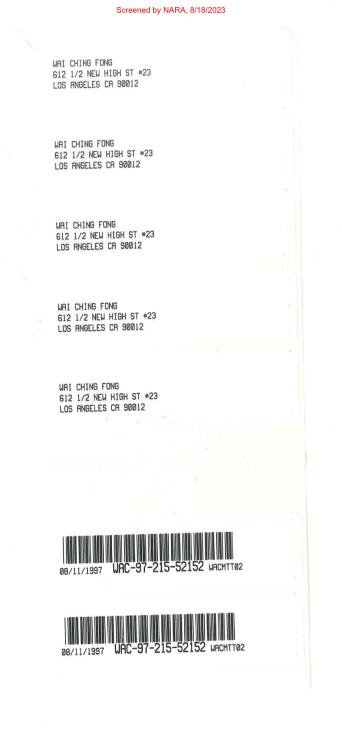 Screened by NARA, 8/18/2023
WAI CHING FONG
612 1/2 NEW HIGH ST #23
LOS ANGELES CA 90012
WAI CHING FONG
612 1/2 NEW HIGH ST #23
LOS ANGELES CA 90012
WAI CHING FONG
612 1/2 NEW HIGH ST #23
LOS ANGELES CA 90012
WAI CHING FONG
612 1/2 NEW HIGH ST #23
LOS ANGELES CA 90012
WAI CHING FONG
612 1/2 NEW HIGH ST #23
LOS ANGELES CA 90012
08/11/1997 WAC-97-215-52152 WACMTT02
08/11/1997 WAC-97-215-52152 WACMTT02